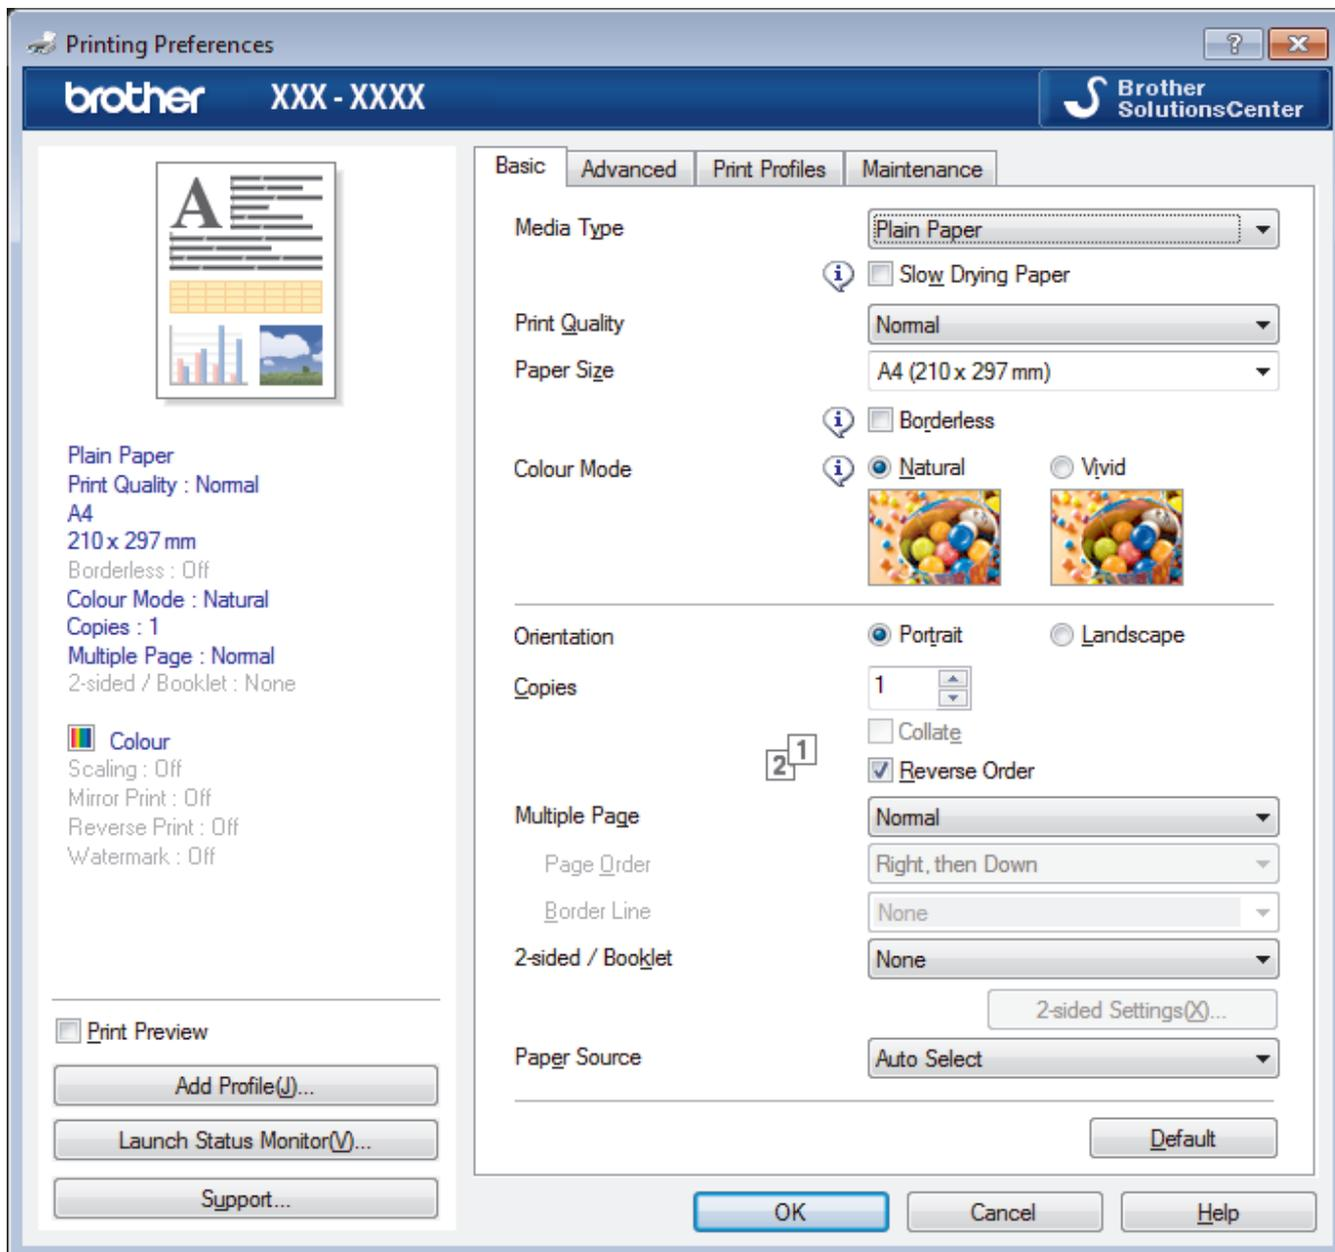 Printing Preferences
brother XXX - XXXX
Brother
SolutionsCenter
A
Plain Paper
Print Quality : Normal
A4
210 x 297 mm
Borderless : Off
Colour Mode : Natural
Copies : 1
Multiple Page : Normal
2-sided / Booklet : None
Colour
Scaling : Off
Mirror Print : Off
Reverse Print : Off
Watermark : Off
Print Preview
Add Profile(J)...
Launch Status Monitor(V)...
Support...
Basic Advanced Print Profiles Maintenance
Media Type Plain Paper
Slow Drying Paper
Print Quality Normal
Paper Size A4 (210 x 297 mm)
Borderless
Colour Mode Natural Vivid
Orientation Portrait Landscape
Copies 1
Collate
2 1
Reverse Order
Multiple Page Normal
Page Order Right, then Down
Border Line None
2-sided / Booklet None
2-sided Settings(X)...
Paper Source Auto Select
Default
OK Cancel Help